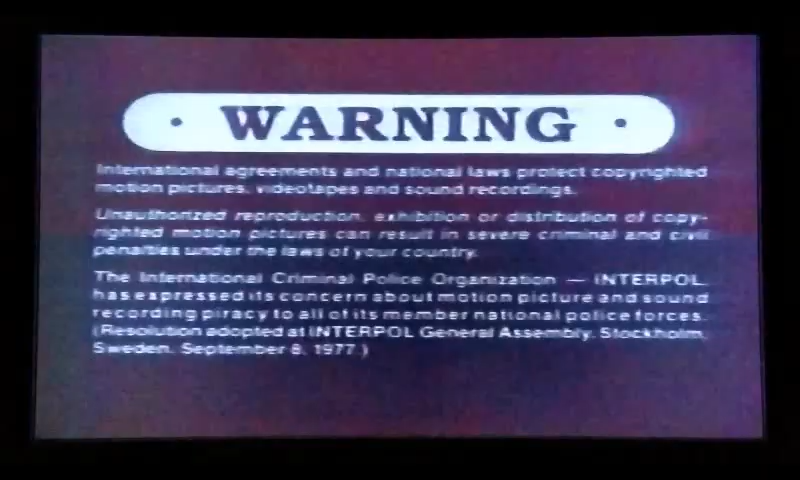 • WARNING •
International agreements and national laws protect copyrighted
motion pictures, videotapes and sound recordings.
Unauthorized reproduction, exhibition or distribution of copy-
righted motion pictures can result in severe criminal and civil
penalties under the laws of your country.
The International Criminal Police Organization — INTERPOL,
has expressed its concern about motion picture and sound
recording piracy to all of its member national police forces.
(Resolution adopted at INTERPOL General Assembly, Stockholm,
Sweden, September 8, 1977.)